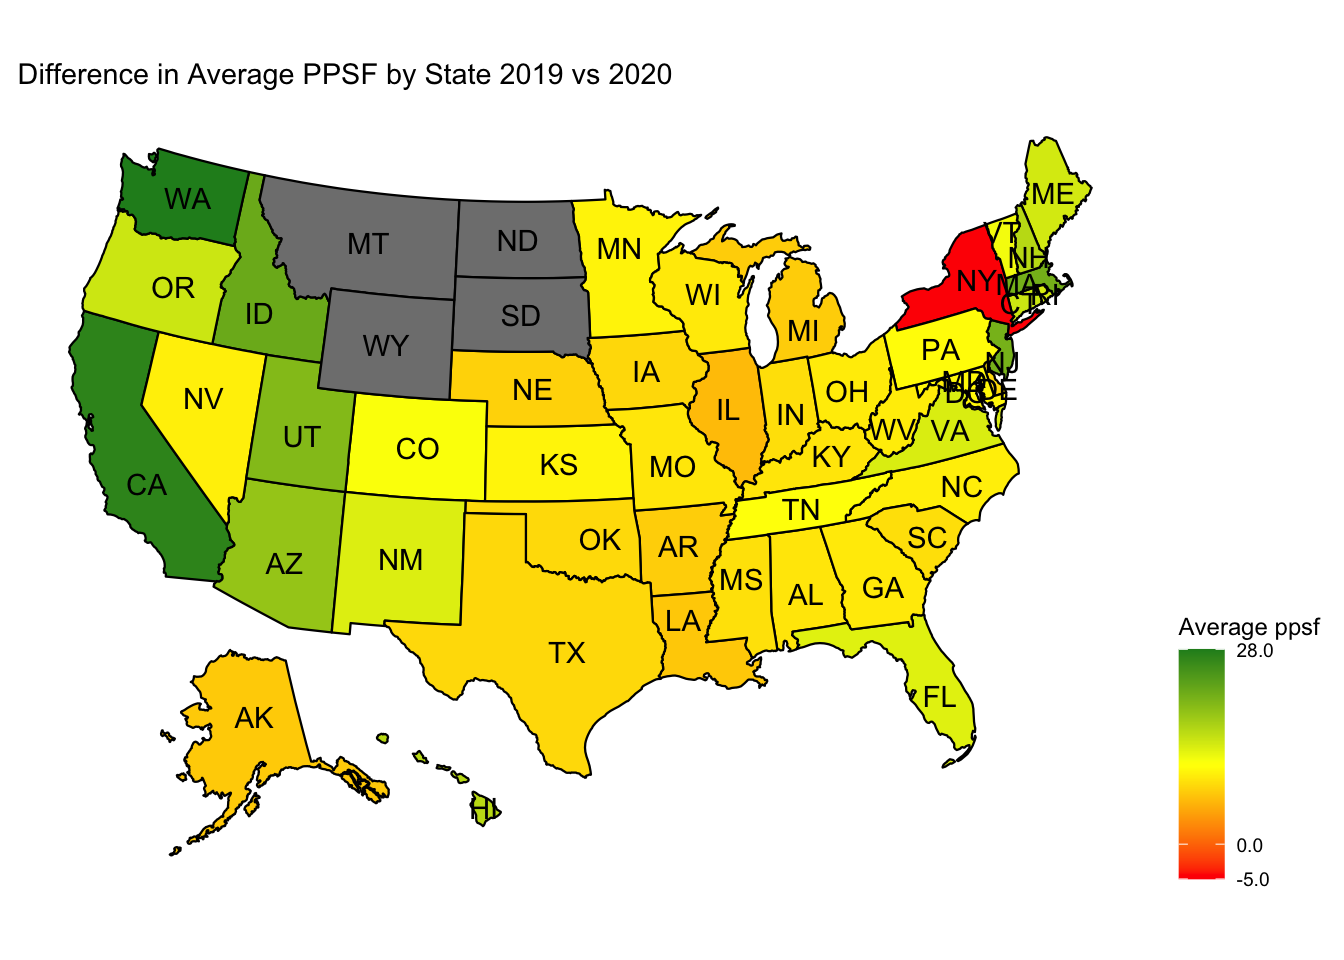 Difference in Average PPSF by State 2019 vs 2020
WA
ME
MT
ND
MN
VT
NH
OR
ID
SD
WI
NY
MA
RI
CT
WY
MI
PA
NJ
NV
NE
IA
OH
MD
DE
DC
UT
CO
KS
MO
IL
IN
WV
VA
KY
CA
NC
AZ
NM
OK
AR
TN
SC
MS
AL
GA
LA
TX
FL
AK
HI
Average ppsf
28.0
0.0
-5.0